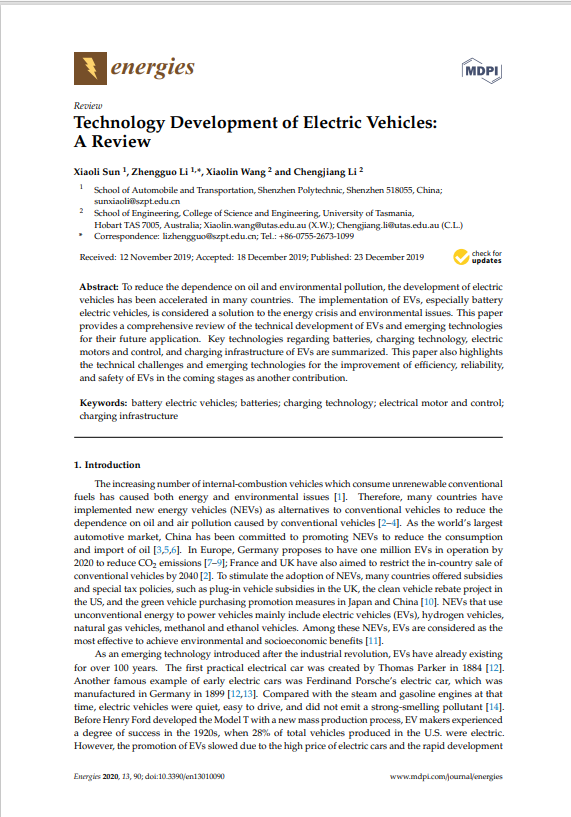 energies
MDPI
Review
Technology Development of Electric Vehicles:
A Review
Xiaoli Sun 1, Zhengguo Li 1,*, Xiaolin Wang 2 and Chengjiang Li 2
1 School of Automobile and Transportation, Shenzhen Polytechnic, Shenzhen 518055, China;
sunxiaoli@szpt.edu.cn
2 School of Engineering, College of Science and Engineering, University of Tasmania,
Hobart TAS 7005, Australia; Xiaolin.wang@utas.edu.au (X.W.); Chengjiang.li@utas.edu.au (C.L.)
* Correspondence: lizhengguo@szpt.edu.cn; Tel.: +86-0755-2673-1099
Received: 12 November 2019; Accepted: 18 December 2019; Published: 23 December 2019
check for
updates
Abstract: To reduce the dependence on oil and environmental pollution, the development of electric
vehicles has been accelerated in many countries. The implementation of EVs, especially battery
electric vehicles, is considered a solution to the energy crisis and environmental issues. This paper
provides a comprehensive review of the technical development of EVs and emerging technologies
for their future application. Key technologies regarding batteries, charging technology, electric
motors and control, and charging infrastructure of EVs are summarized. This paper also highlights
the technical challenges and emerging technologies for the improvement of efficiency, reliability,
and safety of EVs in the coming stages as another contribution.
Keywords: battery electric vehicles; batteries; charging technology; electrical motor and control;
charging infrastructure
1. Introduction
The increasing number of internal-combustion vehicles which consume unrenewable conventional
fuels has caused both energy and environmental issues [1]. Therefore, many countries have
implemented new energy vehicles (NEVs) as alternatives to conventional vehicles to reduce the
dependence on oil and air pollution caused by conventional vehicles [2–4]. As the world's largest
automotive market, China has been committed to promoting NEVs to reduce the consumption
and import of oil [3,5,6]. In Europe, Germany proposes to have one million EVs in operation by
2020 to reduce CO2 emissions [7–9]; France and UK have also aimed to restrict the in-country sale of
conventional vehicles by 2040 [2]. To stimulate the adoption of NEVs, many countries offered subsidies
and special tax policies, such as plug-in vehicle subsidies in the UK, the clean vehicle rebate project in
the US, and the green vehicle purchasing promotion measures in Japan and China [10]. NEVs that use
unconventional energy to power vehicles mainly include electric vehicles (EVs), hydrogen vehicles,
natural gas vehicles, methanol and ethanol vehicles. Among these NEVs, EVs are considered as the
most effective to achieve environmental and socioeconomic benefits [11].
As an emerging technology introduced after the industrial revolution, EVs have already existing
for over 100 years. The first practical electrical car was created by Thomas Parker in 1884 [12].
Another famous example of early electric cars was Ferdinand Porsche's electric car, which was
manufactured in Germany in 1899 [12,13]. Compared with the steam and gasoline engines at that
time, electric vehicles were quiet, easy to drive, and did not emit a strong-smelling pollutant [14].
Before Henry Ford developed the Model T with a new mass production process, EV makers experienced
a degree of success in the 1920s, when 28% of total vehicles produced in the U.S. were electric.
However, the promotion of EVs slowed due to the high price of electric cars and the rapid development
Energies 2020, 13, 90; doi:10.3390/en13010090
www.mdpi.com/journal/energies